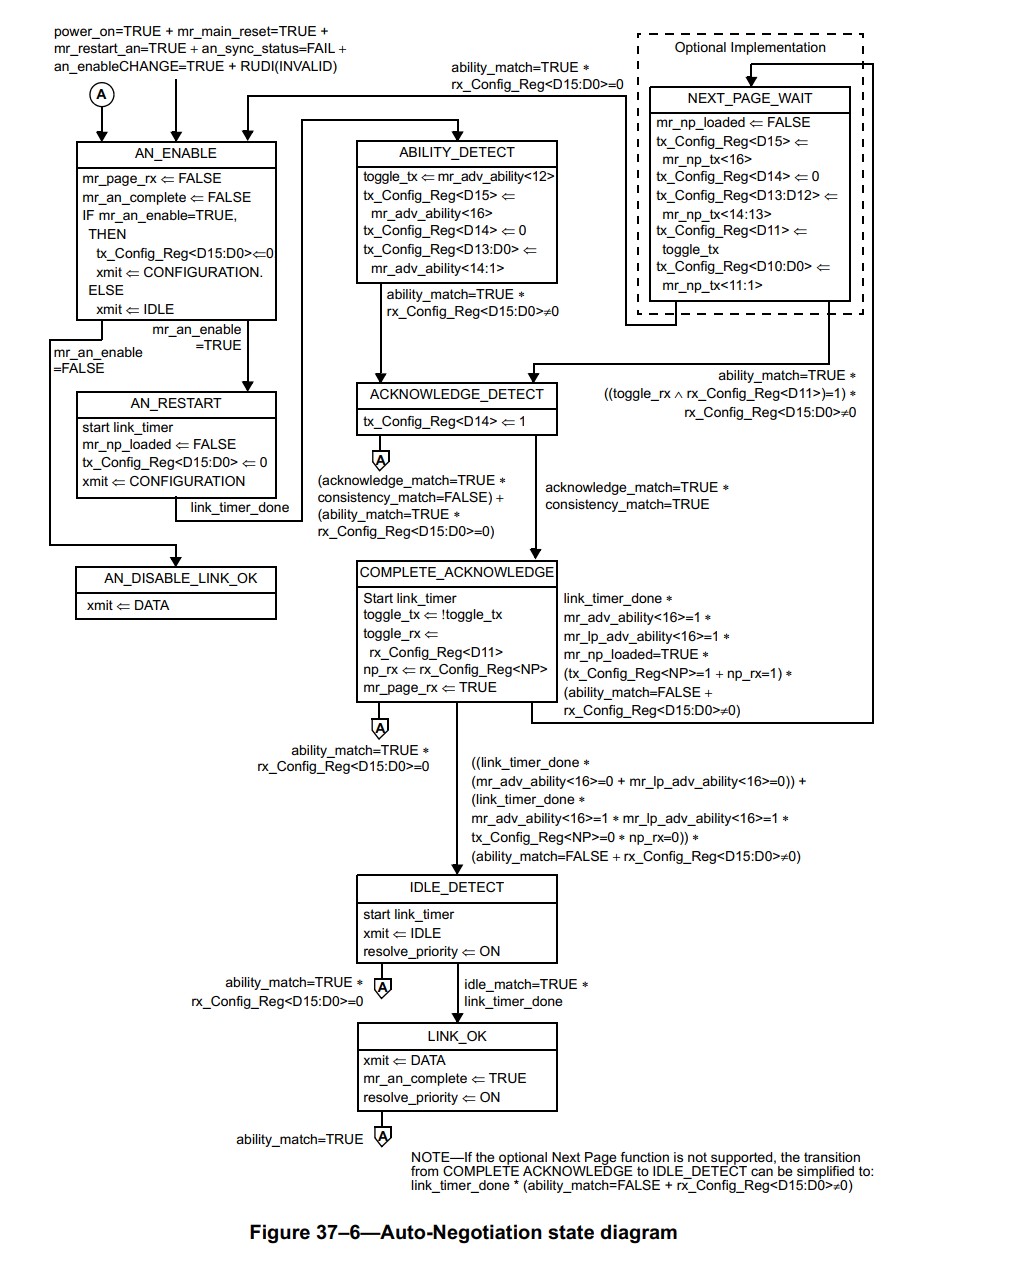 power_on=TRUE + mr_main_reset=TRUE +
mr_restart_an=TRUE + an_sync_status=FAIL +
an_enableCHANGE=TRUE + RUDI(INVALID)
A
AN_ENABLE
mr_page_rx ⇐ FALSE
mr_an_complete ⇐ FALSE
IF mr_an_enable=TRUE,
THEN
tx_Config_Reg<D15:D0>⇐0
xmit ⇐ CONFIGURATION.
ELSE
xmit ⇐ IDLE
mr_an_enable
=FALSE
mr_an_enable
=TRUE
AN_RESTART
start link_timer
mr_np_loaded ⇐ FALSE
tx_Config_Reg<D15:D0> ⇐ 0
xmit ⇐ CONFIGURATION
link_timer_done
AN_DISABLE_LINK_OK
xmit ⇐ DATA
ability_match=TRUE ∗
rx_Config_Reg<D15:D0>=0
ABILITY_DETECT
toggle_tx ⇐ mr_adv_ability<12>
tx_Config_Reg<D15> ⇐
mr_adv_ability<16>
tx_Config_Reg<D14> ⇐ 0
tx_Config_Reg<D13:D0> ⇐
mr_adv_ability<14:1>
ability_match=TRUE ∗
rx_Config_Reg<D15:D0>≠0
Optional Implementation
NEXT_PAGE_WAIT
mr_np_loaded ⇐ FALSE
tx_Config_Reg<D15> ⇐
mr_np_tx<16>
tx_Config_Reg<D14> ⇐ 0
tx_Config_Reg<D13:D12> ⇐
mr_np_tx<14:13>
tx_Config_Reg<D11> ⇐
toggle_tx
tx_Config_Reg<D10:D0> ⇐
mr_np_tx<11:1>
ability_match=TRUE ∗
((toggle_rx ∧ rx_Config_Reg<D11>)=1) ∗
rx_Config_Reg<D15:D0>≠0
ACKNOWLEDGE_DETECT
tx_Config_Reg<D14> ⇐ 1
A
(acknowledge_match=TRUE ∗
consistency_match=FALSE) +
(ability_match=TRUE ∗
rx_Config_Reg<D15:D0>=0)
acknowledge_match=TRUE ∗
consistency_match=TRUE
COMPLETE_ACKNOWLEDGE
Start link_timer
toggle_tx ⇐ !toggle_tx
toggle_rx ⇐
rx_Config_Reg<D11>
np_rx ⇐ rx_Config_Reg<NP>
mr_page_rx ⇐ TRUE
link_timer_done ∗
mr_adv_ability<16>=1 ∗
mr_lp_adv_ability<16>=1 ∗
mr_np_loaded=TRUE ∗
(tx_Config_Reg<NP>=1 + np_rx=1) ∗
(ability_match=FALSE +
rx_Config_Reg<D15:D0>≠0)
A
ability_match=TRUE ∗
rx_Config_Reg<D15:D0>=0
((link_timer_done ∗
(mr_adv_ability<16>=0 + mr_lp_adv_ability<16>=0)) +
(link_timer_done ∗
mr_adv_ability<16>=1 ∗ mr_lp_adv_ability<16>=1 ∗
tx_Config_Reg<NP>=0 ∗ np_rx=0)) ∗
(ability_match=FALSE + rx_Config_Reg<D15:D0>≠0)
IDLE_DETECT
start link_timer
xmit ⇐ IDLE
resolve_priority ⇐ ON
A
ability_match=TRUE ∗
rx_Config_Reg<D15:D0>=0
idle_match=TRUE ∗
link_timer_done
LINK_OK
xmit ⇐ DATA
mr_an_complete ⇐ TRUE
resolve_priority ⇐ ON
ability_match=TRUE
A
NOTE—If the optional Next Page function is not supported, the transition
from COMPLETE ACKNOWLEDGE to IDLE_DETECT can be simplified to:
link_timer_done * (ability_match=FALSE + rx_Config_Reg<D15:D0>≠0)
Figure 37–6—Auto-Negotiation state diagram